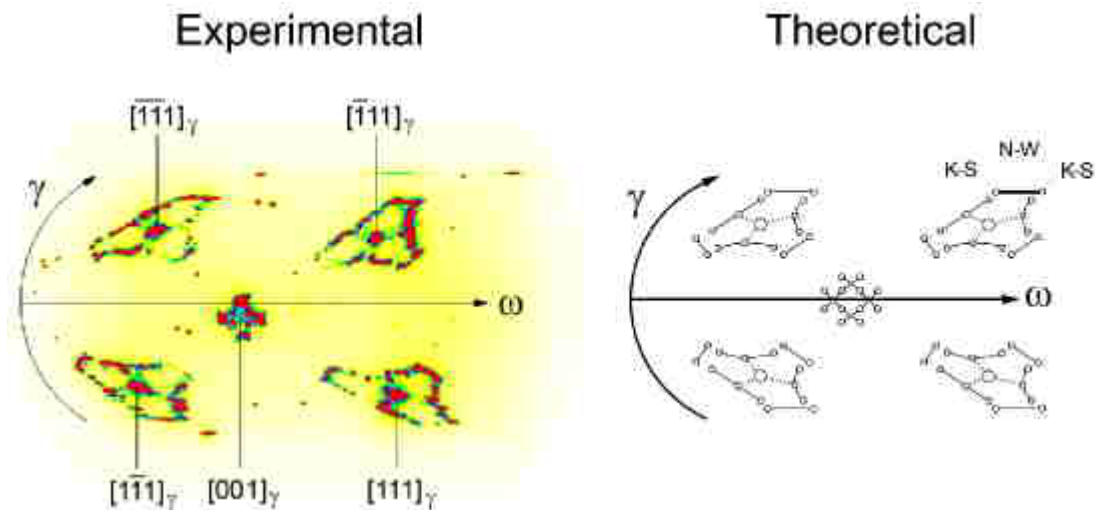 Experimental
Theoretical
[1̄1̄1]γ
[1̄11]γ
N-W
K-S
K-S
γ
γ
ω
ω
[11̄1]γ
[001]γ
[111]γ